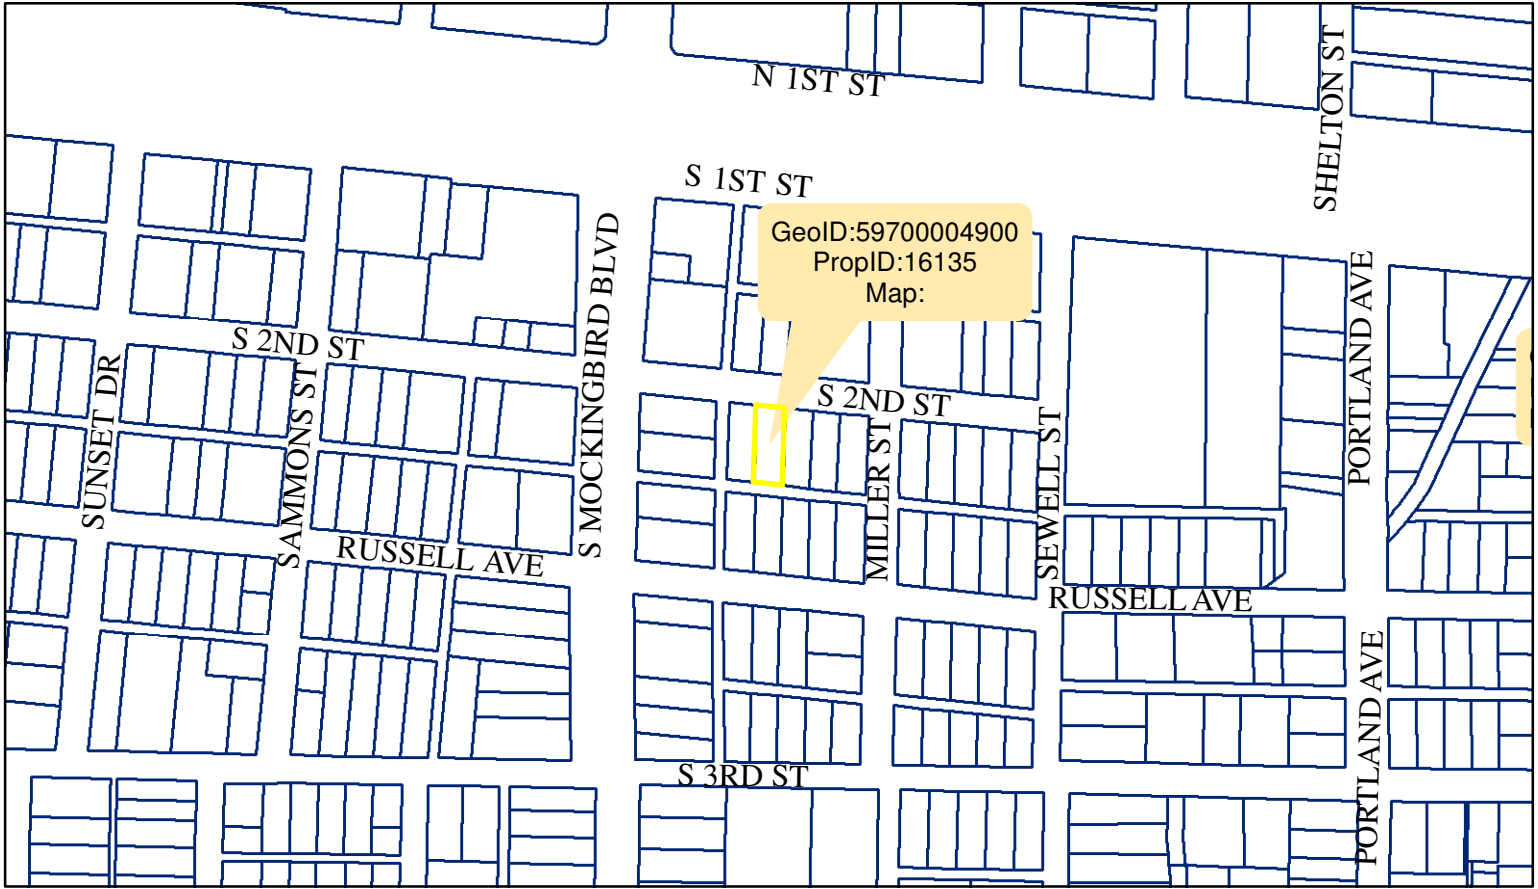 N 1ST ST
SHELTON ST
S 1ST ST
GeoID:59700004900
PropID:16135
Map:
S MOCKINGBIRD BLVD
PORTLAND AVE
S 2ND ST
SUNSET DR
SAMMONS ST
S 2ND ST
MILLER ST
SEWELL ST
RUSSELL AVE
RUSSELL AVE
PORTLAND AVE
S 3RD ST